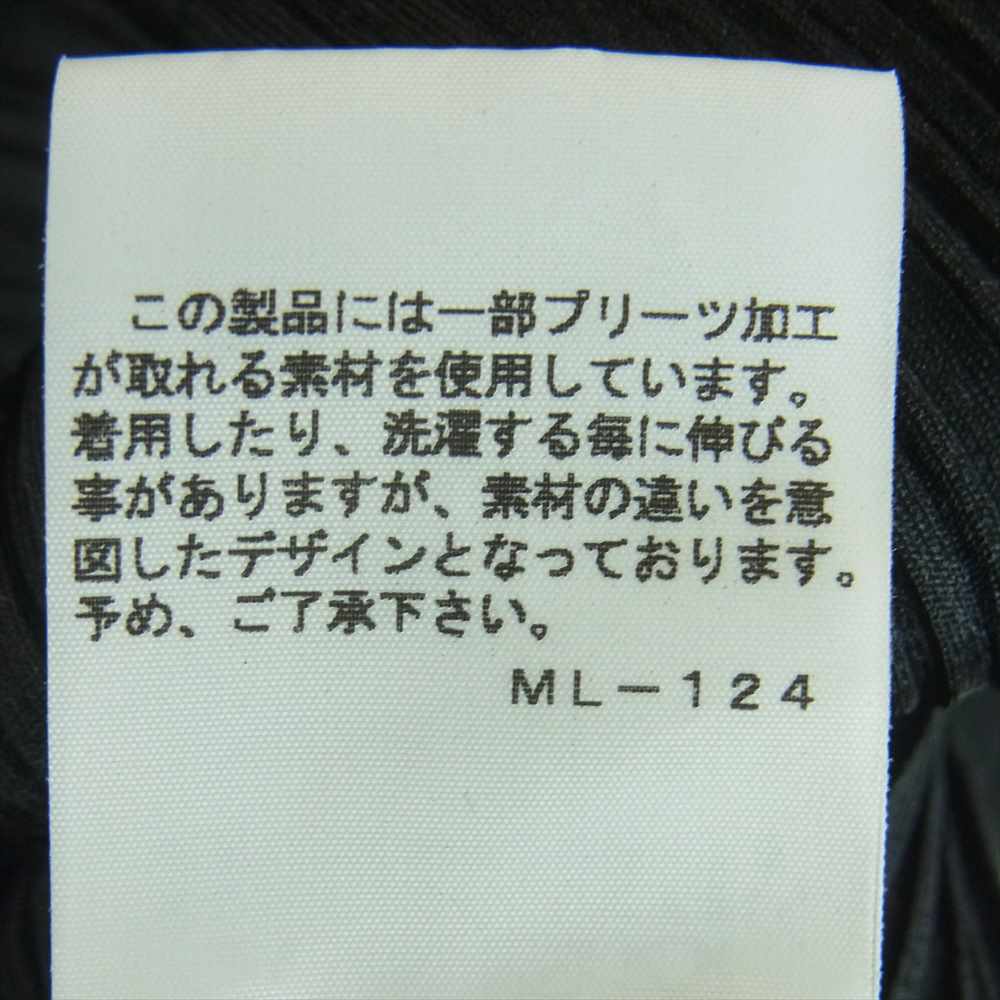 この製品には一部プリーツ加工
が取れる素材を使用しています。
着用したり、洗濯する毎に伸びる
事がありますが、素材の違いを意
図したデザインとなっております。
予め、ご了承下さい。
ML-124